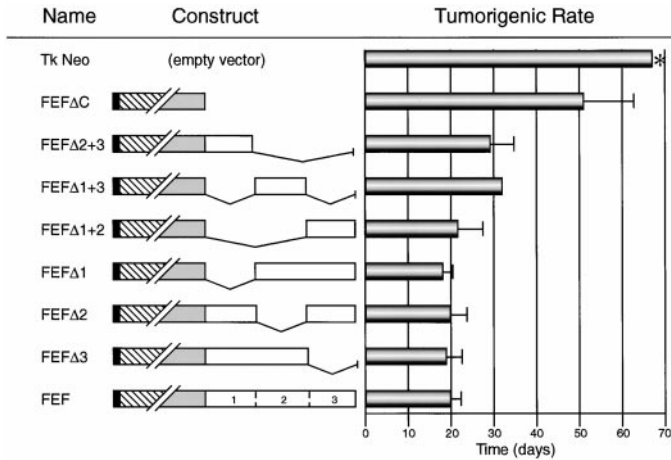 Name Construct Tumorigenic Rate
Tk Neo (empty vector) *
FEFΔC
FEFΔ2+3
FEFΔ1+3
FEFΔ1+2
FEFΔ1
FEFΔ2
FEFΔ3
FEF 1 2 3
0 10 20 30 40 50 60 70
Time (days)